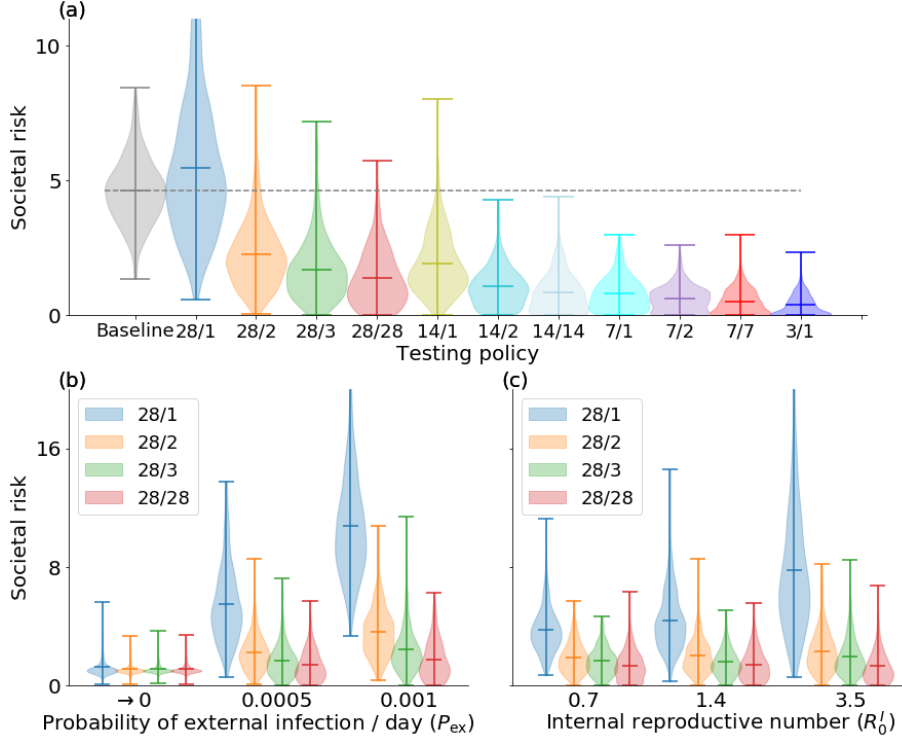 (a)
10
5
0
Societal risk
Baseline 28/1 28/2 28/3 28/28 14/1 14/2 14/14 7/1 7/2 7/7 3/1
Testing policy
(b)
28/1
28/2
28/3
28/28
16
8
0
Societal risk
→ 0 0.0005 0.001
Probability of external infection / day (Pex)
(c)
28/1
28/2
28/3
28/28
0.7 1.4 3.5
Internal reproductive number (R₀ᴵ)